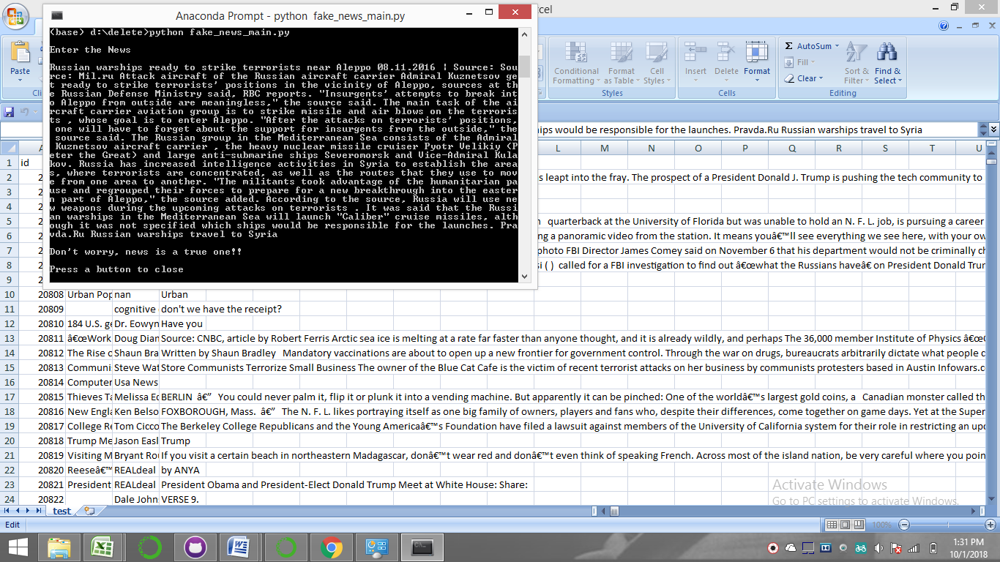 Anaconda Prompt - python  fake_news_main.py
(base) d:\delete>python fake_news_main.py
Enter the News
Russian warships ready to strike terrorists near Aleppo 08.11.2016 | Source: Sou
rce: Mil.ru Attack aircraft of the Russian aircraft carrier Admiral Kuznetsov ge
t ready to strike terrorists' positions in the vicinity of Aleppo, sources at th
e Russian Defense Ministry said, RBC reports. "Insurgents' attempts to break int
o Aleppo from outside are meaningless," the source said. The main task of the ai
rcraft carrier aviation group is to strike missile and air blows on the terroris
ts , whose goal is to enter Aleppo. "After the attacks on terrorists' positions,
 one will have to forget about the support for insurgents from the outside," the
 source said. The Russian group in the Mediterranean Sea consists of the Admiral
 Kuznetsov aircraft carrier , the heavy nuclear missile cruiser Pyotr Velikiy (P
eter the Great) and large anti-submarine ships Severomorsk and Vice-Admiral Kula
kov. Russia has increased intelligence activities in Syria to establish the area
s, where terrorists are concentrated, as well as the routes that they use to mov
e from one area to another. "The militants took advantage of the humanitarian pa
use and regrouped their forces to prepare for a new breakthrough into the easter
n part of Aleppo," the source added. According to the source, Russia will use ne
w weapons during the upcoming attacks on terrorists . It was said that the Russi
an warships in the Mediterranean Sea will launch "Caliber" cruise missiles, alth
ough it was not specified which ships would be responsible for the launches. Pra
vda.Ru Russian warships travel to Syria
Don't worry, news is a true one!!
Press a button to close
cel
Paste
Cli
Conditional Formatting
Format as Table
Cell Styles
Styles
Insert
Delete
Format
Cells
AutoSum
Fill
Clear
Sort & Filter
Find & Select
Editing
ips would be responsible for the launches. Pravda.Ru Russian warships travel to Syria
L M N O P Q R S T U
1 id
2 2 s leapt into the fray. The prospect of a President Donald J. Trump is pushing the tech community to
3 2
4 2
5 2 quarterback at the University of Florida but was unable to hold an N. F. L. job, is pursuing a career
6 2 ng a panoramic video from the station. It means youâ€™ll see everything we see here, with your ow
7 2 photo FBI Director James Comey said on November 6 that his department would not be criminally ch
8 2 si ( )  called for a FBI investigation to find out â€œwhat the Russians haveâ€ on President Donald Trum
9 2
10 20808 Urban Pop nan Urban
11 20809 cognitive don't we have the receipt?
12 20810 184 U.S. ge Dr. Eowyn Have you
13 20811 â€œWork Doug Dian Source: CNBC, article by Robert Ferris Arctic sea ice is melting at a rate far faster than anyone thought, and it is already wildly, and perhaps The 36,000 member Institute of Physics â€œC
14 20812 The Rise o Shaun Bra Written by Shaun Bradley   Mandatory vaccinations are about to open up a new frontier for government control. Through the war on drugs, bureaucrats arbitrarily dictate what people c
15 20813 Communi Steve Wat Store Communists Terrorize Small Business The owner of the Blue Cat Cafe is the victim of recent terrorist attacks on her business by communists protesters based in Austin Infowars.c
16 20814 Computer Usa News
17 20815 Thieves Ta Melissa Ed BERLIN  â€”  You could never palm it, flip it or plunk it into a vending machine. But apparently it can be pinched: One of the worldâ€™s largest gold coins, a   Canadian monster called th
18 20816 New Engla Ken Belso FOXBOROUGH, Mass.  â€”  The N. F. L. likes portraying itself as one big family of owners, players and fans who, despite their differences, come together on game days. Yet at the Super
19 20817 College Re Tom Cicco The Berkeley College Republicans and the Young Americaâ€™s Foundation have filed a lawsuit against members of the University of California system for their role in restricting an upc
20 20818 Trump Me Jason Easl Trump
21 20819 Visiting M Bryant Rou If you visit a certain beach in northeastern Madagascar, donâ€™t wear red and donâ€™t even think of speaking French. Across most of the island nation, be very careful where you poin
22 20820 Reeseâ€™ REALdeal by ANYA
23 20821 President REALdeal President Obama and President-Elect Donald Trump Meet at White House: Share:
24 20822 Dale John VERSE 9.
Activate Windows
Go to PC settings to activate Windows.
test
Edit
100%
1:31 PM
10/1/2018